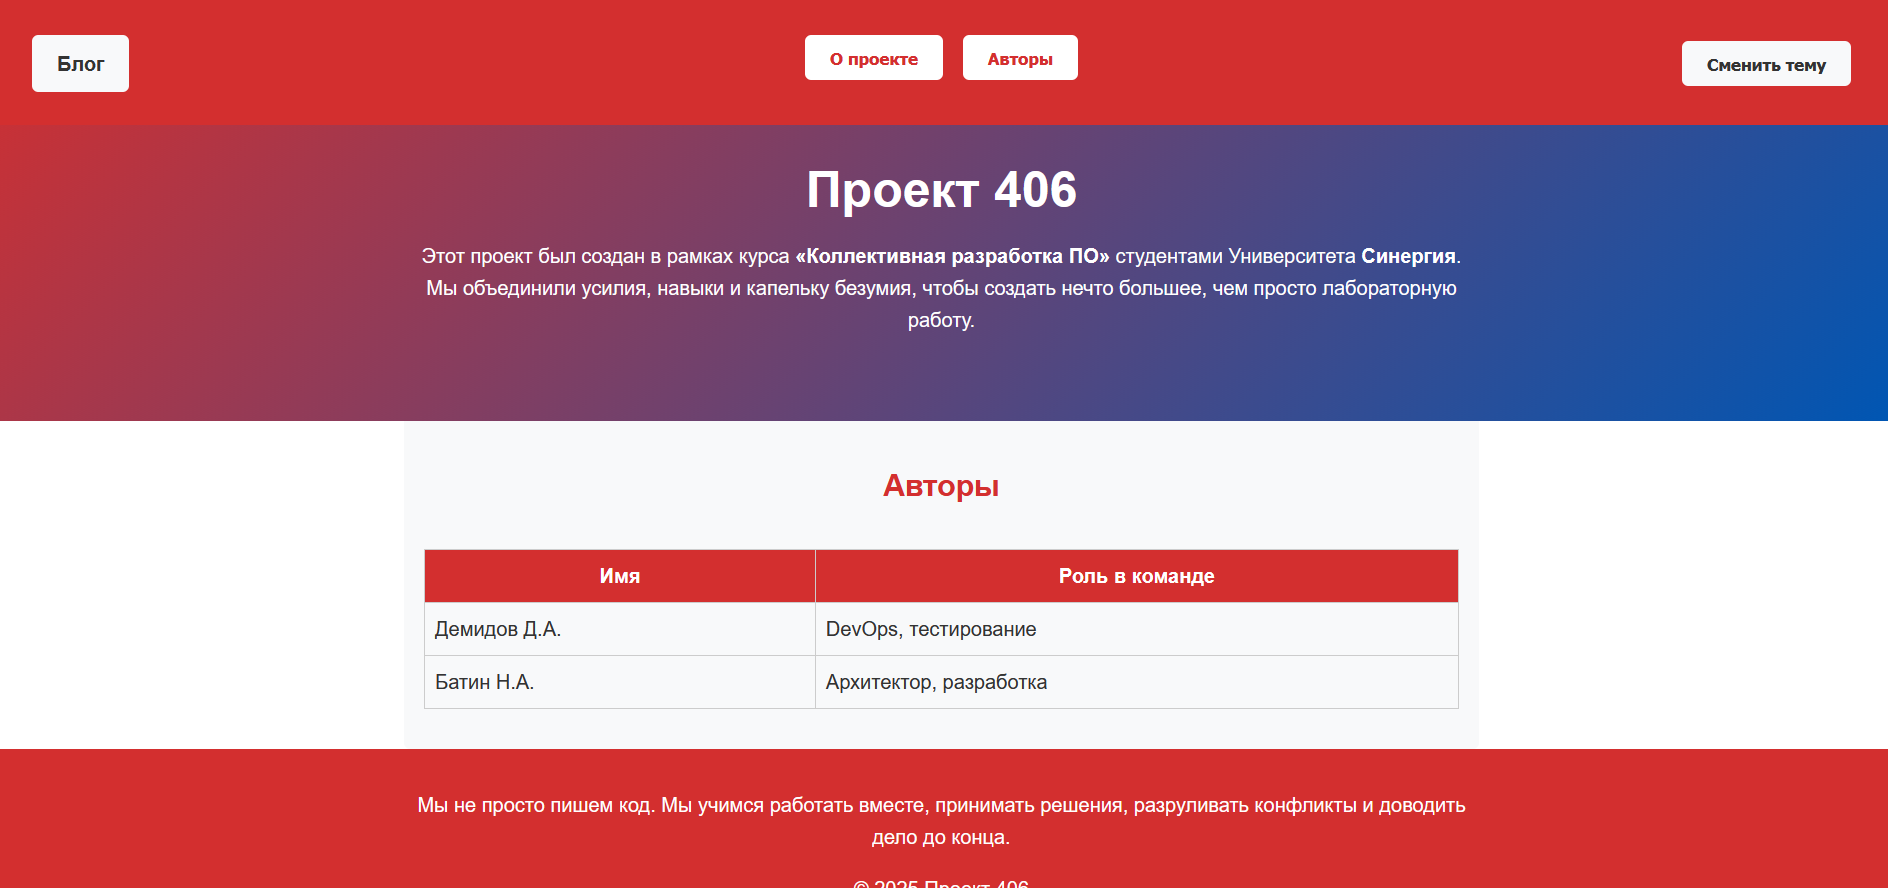 Блог
О проекте
Авторы
Сменить тему
Проект 406
Этот проект был создан в рамках курса «Коллективная разработка ПО» студентами Университета Синергия.
Мы объединили усилия, навыки и капельку безумия, чтобы создать нечто большее, чем просто лабораторную
работу.
Авторы
Имя
Роль в команде
Демидов Д.А.
DevOps, тестирование
Батин Н.А.
Архитектор, разработка
Мы не просто пишем код. Мы учимся работать вместе, принимать решения, разруливать конфликты и доводить
дело до конца.
© 2025 Проект 406